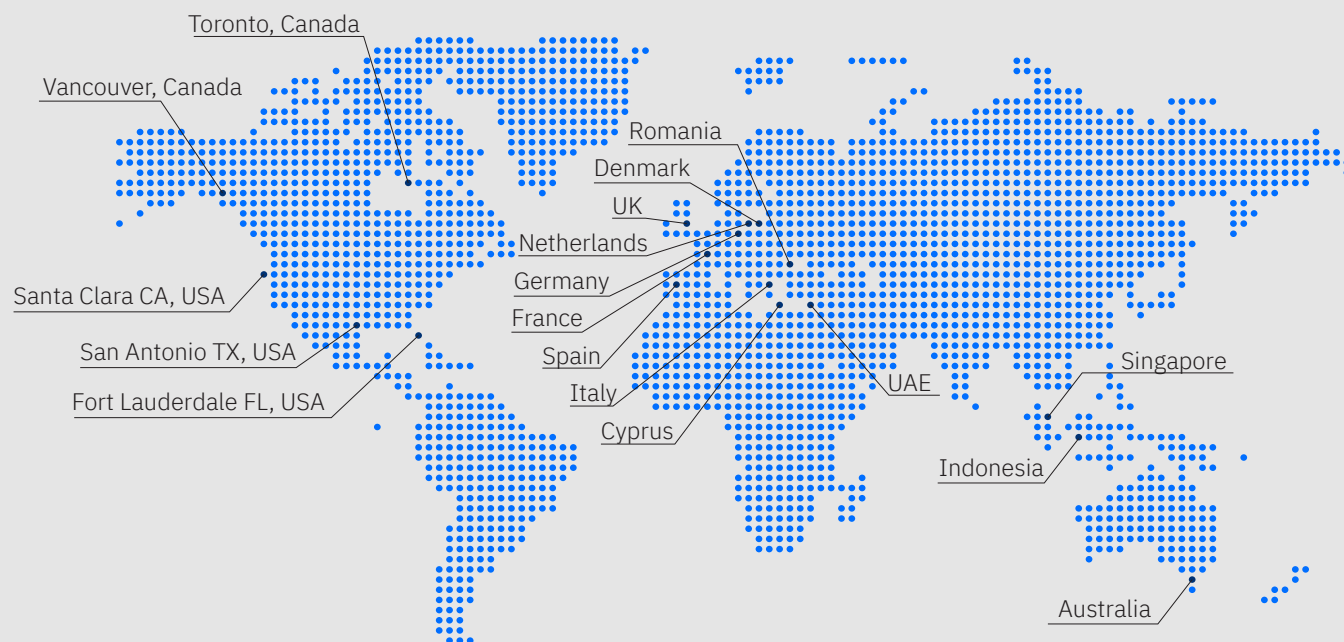 Toronto, Canada
Vancouver, Canada
Romania
Denmark
UK
Netherlands
Germany
Santa Clara CA, USA
France
San Antonio TX, USA
Spain
Singapore
Italy
UAE
Fort Lauderdale FL, USA
Cyprus
Indonesia
Australia